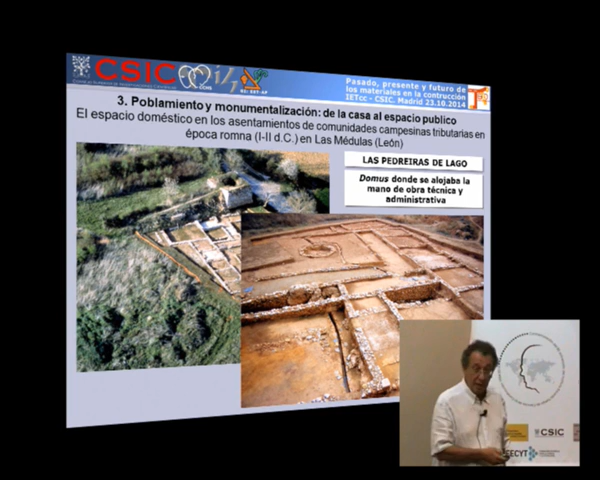 CSIC
Pasado, presente y futuro de
los materiales en la contrucción
IETcc - CSIC. Madrid 23.10.2014
3. Poblamiento y monumentalización: de la casa al espacio publico
El espacio doméstico en los asentamientos de comunidades campesinas tributarias en
época romna (I-II d.C.) en Las Médulas (León)
LAS PEDREIRAS DE LAGO
Domus donde se alojaba la
mano de obra técnica y
administrativa
CSIC
FECYT